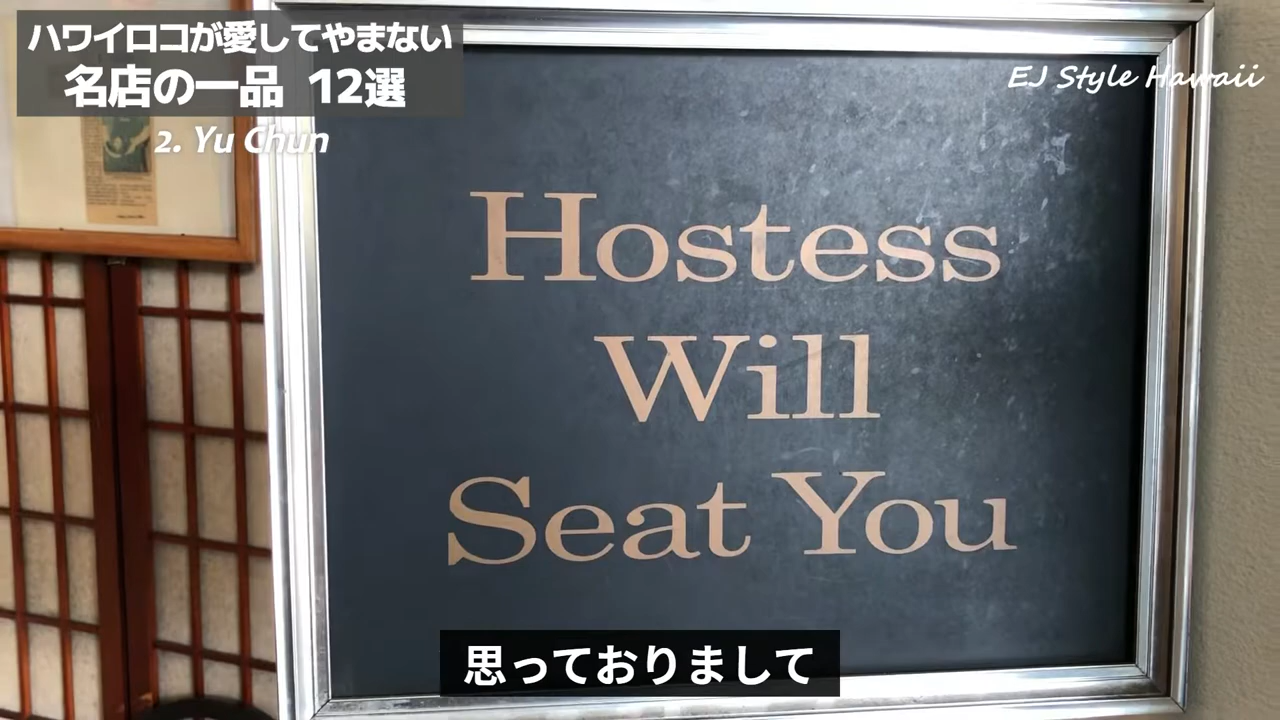 ハワイロコが愛してやまない
名店の一品 12選
2. Yu Chun
EJ Style Hawaii
Hostess
Will
Seat You
思っておりまして